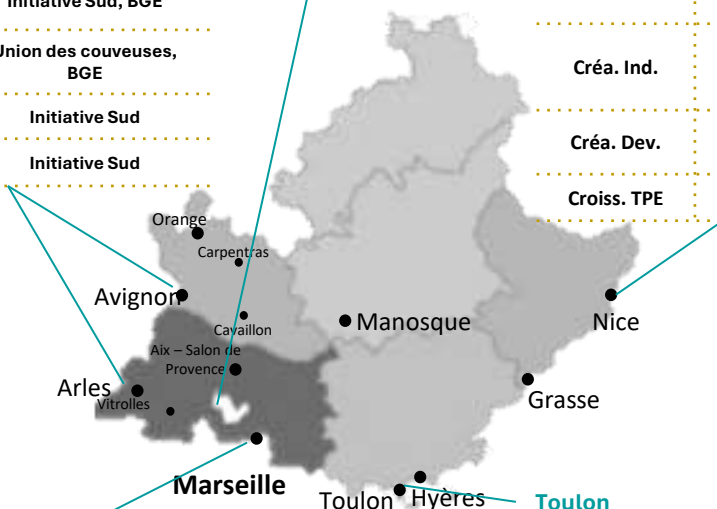 Initiative Sud, BGE
Union des couveuses,
BGE
Initiative Sud
Initiative Sud
Créa. Ind.
Créa. Dev.
Croiss. TPE
Orange
Carpentras
Avignon
Cavaillon
Manosque
Nice
Aix – Salon de
Provence
Arles
Vitrolles
Grasse
Marseille
Toulon
Hyères
Toulon